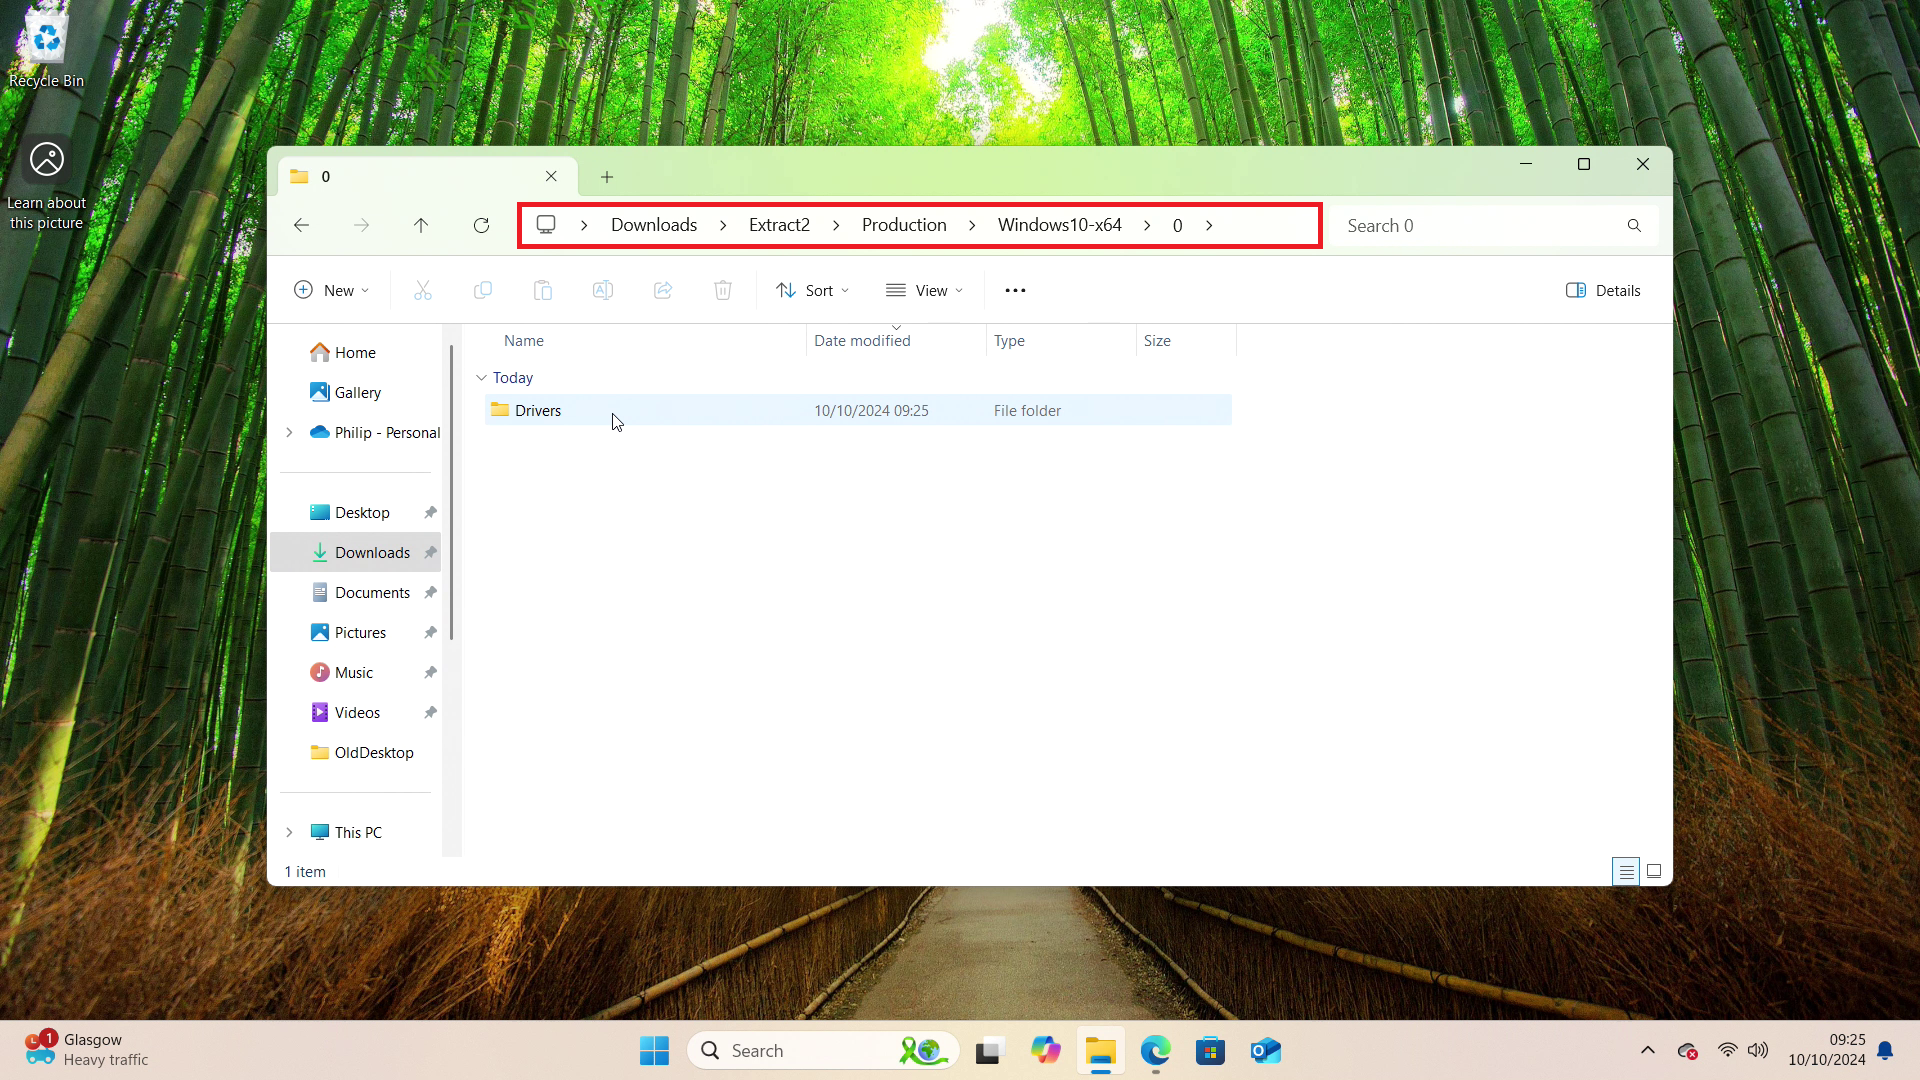 Recycle Bin
Learn about
this picture
0
Downloads
Extract2
Production
Windows10-x64
0
Search 0
New
Sort
View
Details
Name
Date modified
Type
Size
Home
Gallery
Philip - Personal
Desktop
Downloads
Documents
Pictures
Music
Videos
OldDesktop
This PC
Today
Drivers
10/10/2024 09:25
File folder
1 item
1
Glasgow
Heavy traffic
Search
09:25
10/10/2024